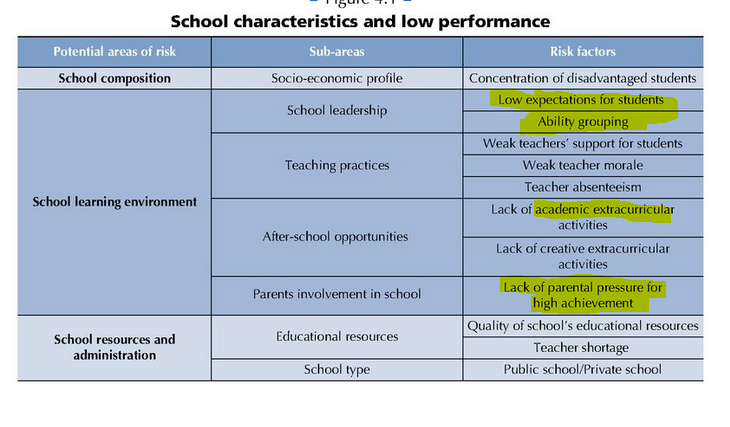 Figure 4.1
School characteristics and low performance
Potential areas of risk
Sub-areas
Risk factors
School composition
Socio-economic profile
Concentration of disadvantaged students
School learning environment
School leadership
Low expectations for students
Ability grouping
Teaching practices
Weak teachers’ support for students
Weak teacher morale
Teacher absenteeism
After-school opportunities
Lack of academic extracurricular
activities
Lack of creative extracurricular
activities
Parents involvement in school
Lack of parental pressure for
high achievement
School resources and
administration
Educational resources
Quality of school’s educational resources
Teacher shortage
School type
Public school/Private school